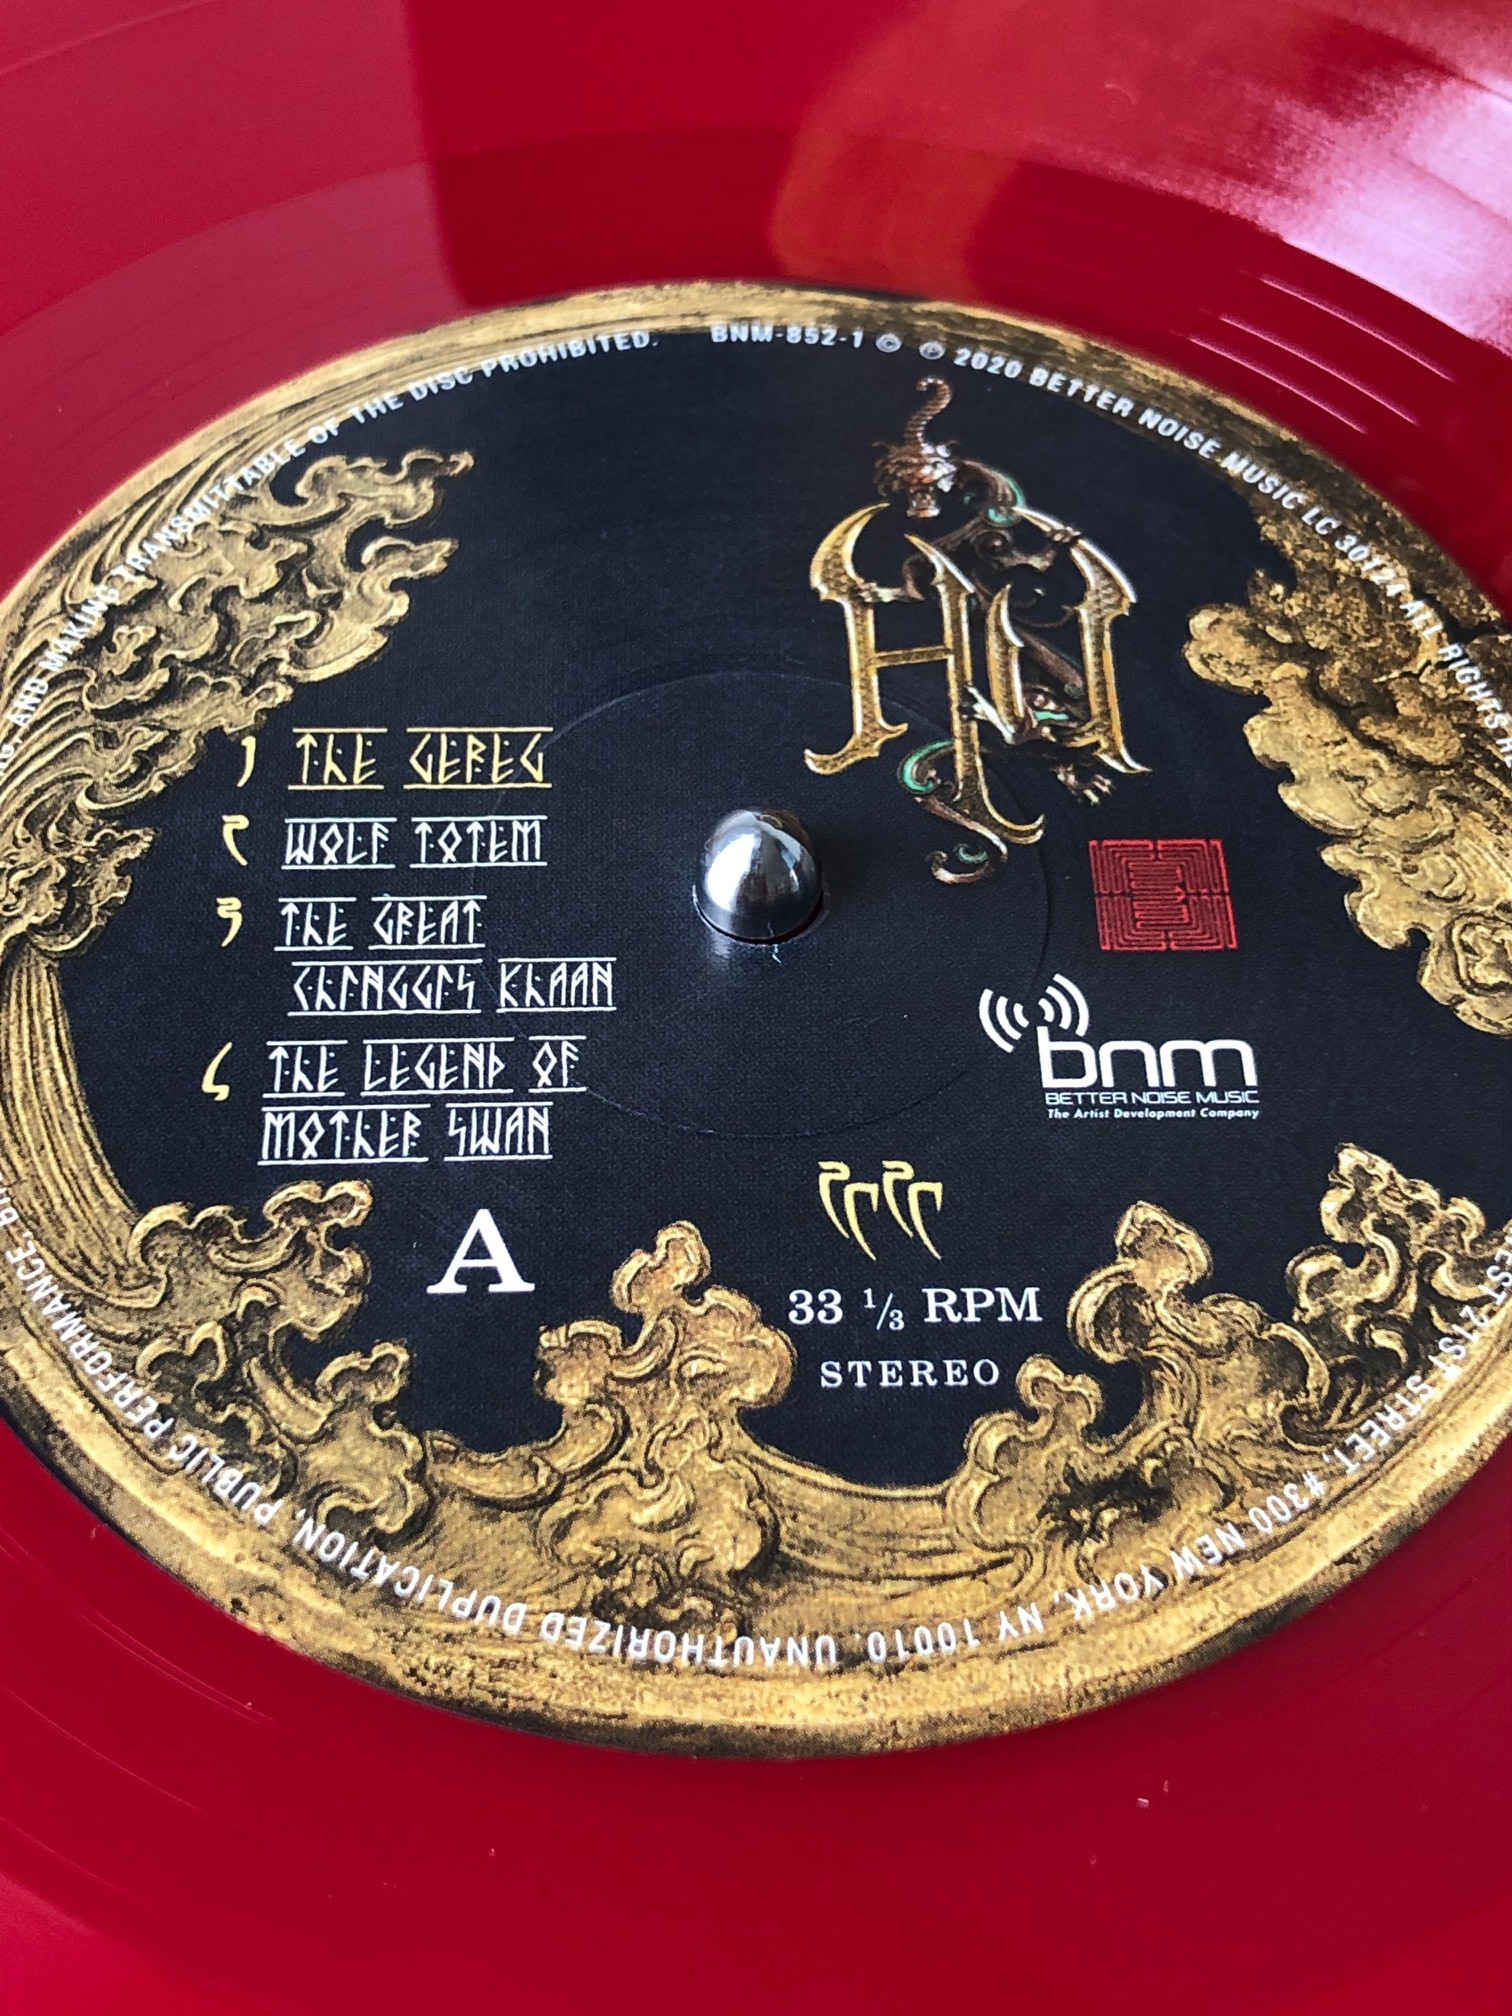 BNM-852-1 © ℗ 2020 BETTER NOISE MUSIC LC 30124 ALL RIGHTS
21ST STREET, #300 NEW YORK, NY 10010. UNAUTHORIZED DUPLICATION, PUBLIC PERFORMANCE,
AND MAKING TRANSMITTABLE OF THE DISC PROHIBITED.
HU
1 THE GEREG
2 WOLF TOTEM
3 THE GREAT
CHINGGIS KHAAN
4 THE LEGEND OF
MOTHER SWAN
A
bnm
BETTER NOISE MUSIC
The Artist Development Company
33 1/3 RPM
STEREO